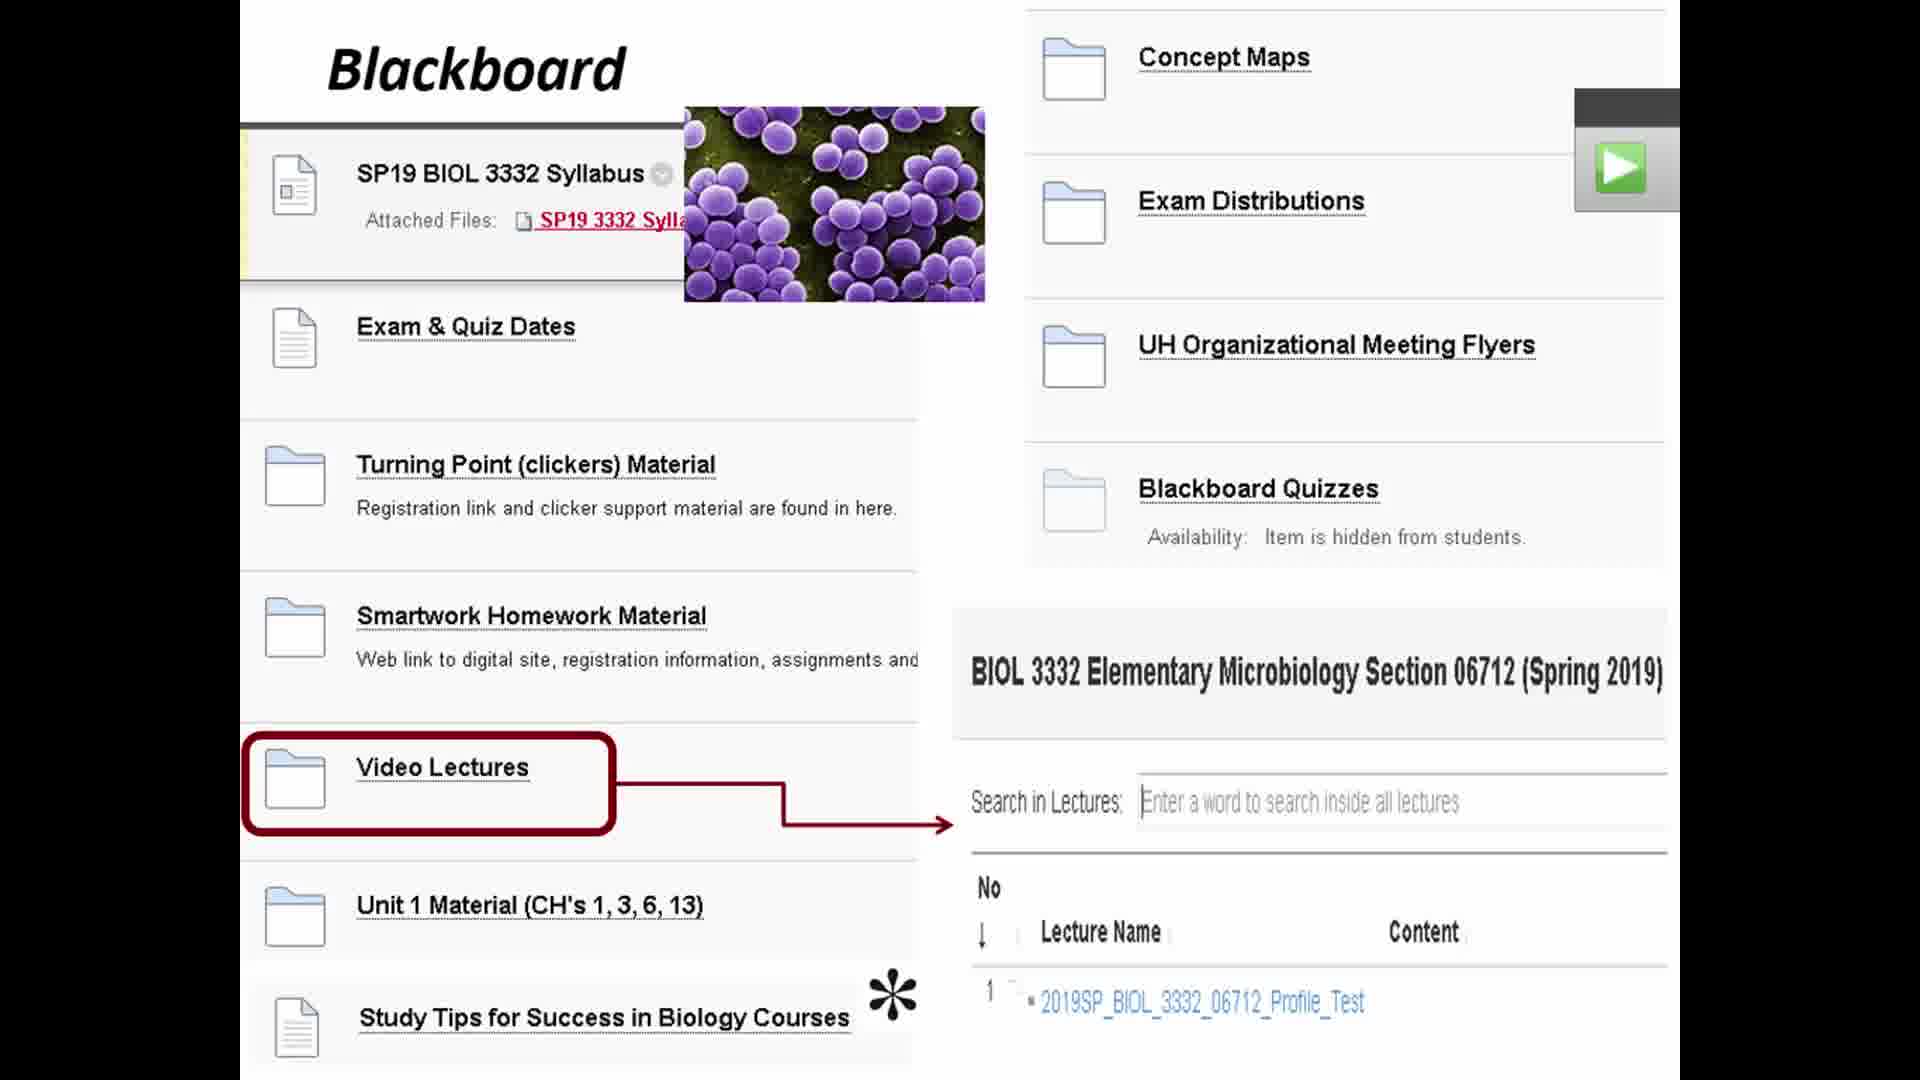 Blackboard
SP19 BIOL 3332 Syllabus
Attached Files: SP19 3332 Sylla
Exam & Quiz Dates
Turning Point (clickers) Material
Registration link and clicker support material are found in here.
Smartwork Homework Material
Web link to digital site, registration information, assignments and
Video Lectures
Unit 1 Material (CH's 1, 3, 6, 13)
Study Tips for Success in Biology Courses *
Concept Maps
Exam Distributions
UH Organizational Meeting Flyers
Blackboard Quizzes
Availability: Item is hidden from students.
BIOL 3332 Elementary Microbiology Section 06712 (Spring 2019)
Search in Lectures: Enter a word to search inside all lectures
No
↓ Lecture Name Content
1 2019SP_BIOL_3332_06712_Profile_Test